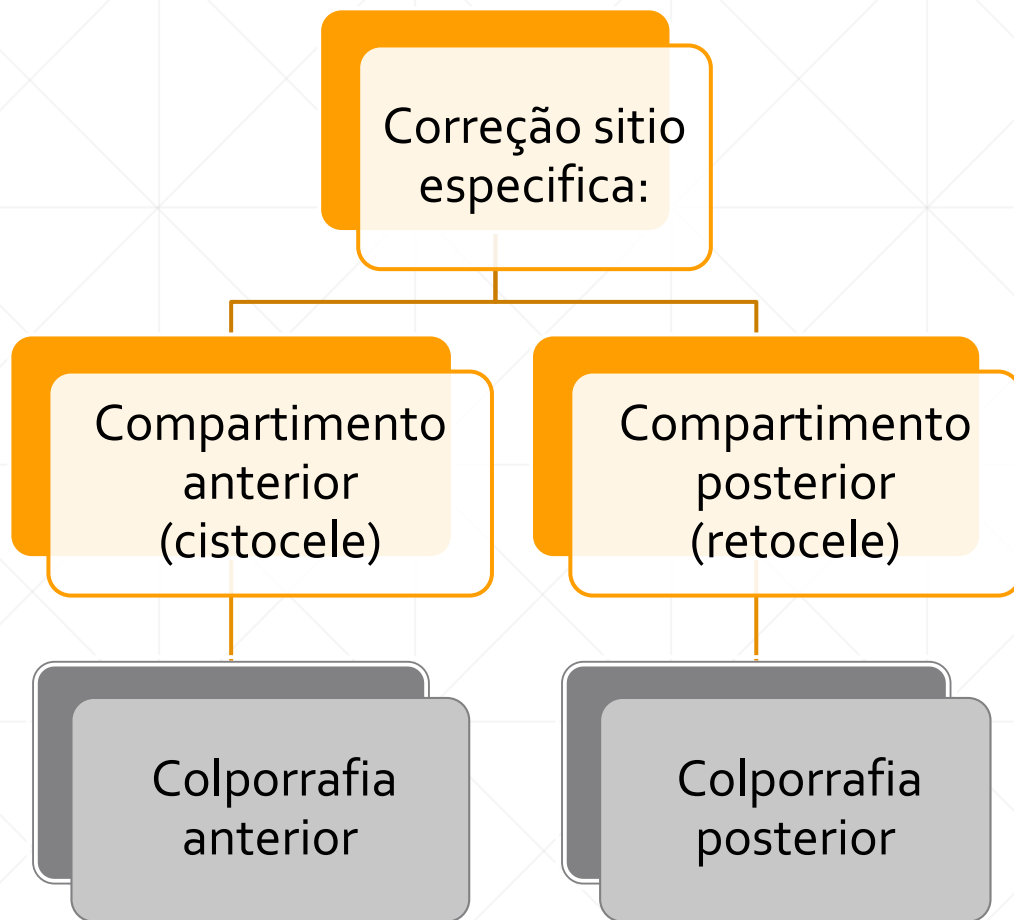 Correção sitio
especifica:
Compartimento
anterior
(cistocele)
Compartimento
posterior
(retocele)
Colporrafia
anterior
Colporrafia
posterior